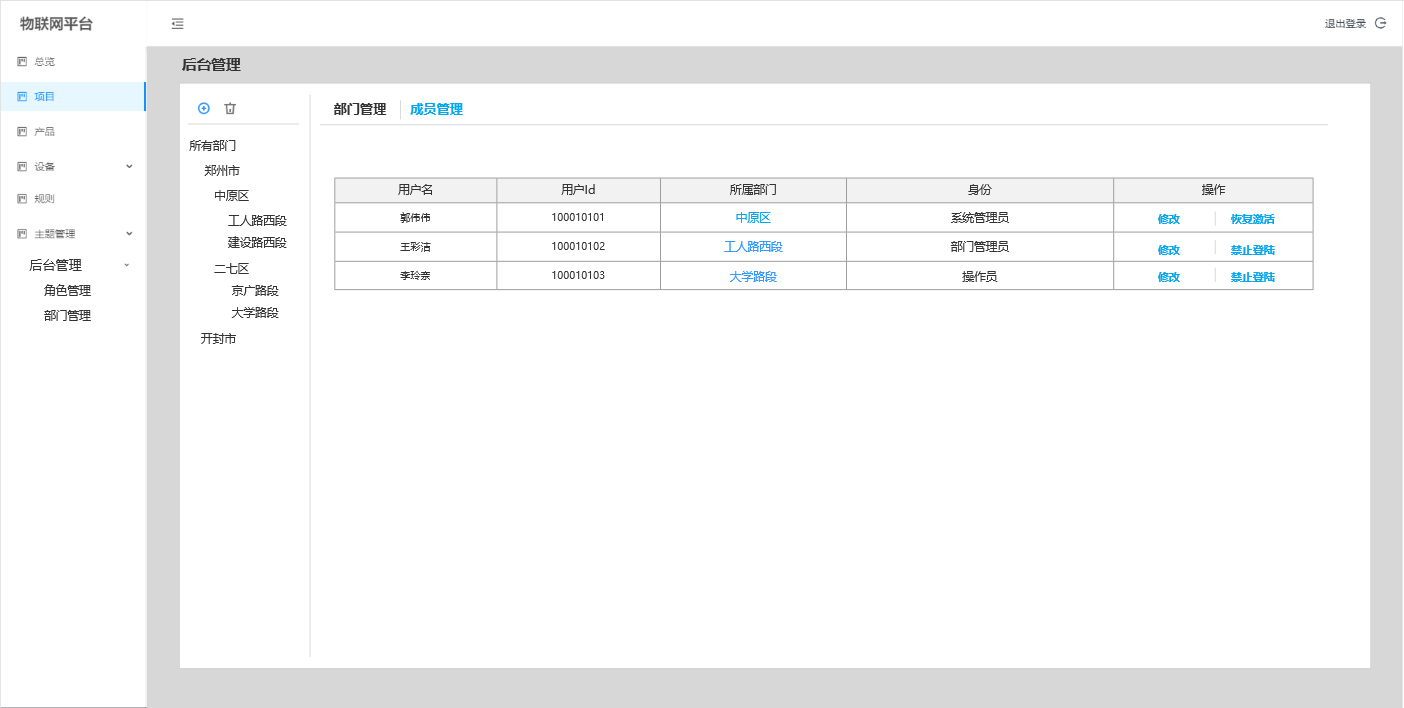 物联网平台
退出登录
总览
项目
产品
设备
规则
主题管理
后台管理
角色管理
部门管理
后台管理
所有部门
郑州市
中原区
工人路西段
建设路西段
二七区
京广路段
大学路段
开封市
部门管理 成员管理
用户名 用户Id 所属部门 身份 操作
郭伟伟 100010101 中原区 系统管理员 修改 恢复激活
王彩洁 100010102 工人路西段 部门管理员 修改 禁止登陆
李玲奈 100010103 大学路段 操作员 修改 禁止登陆